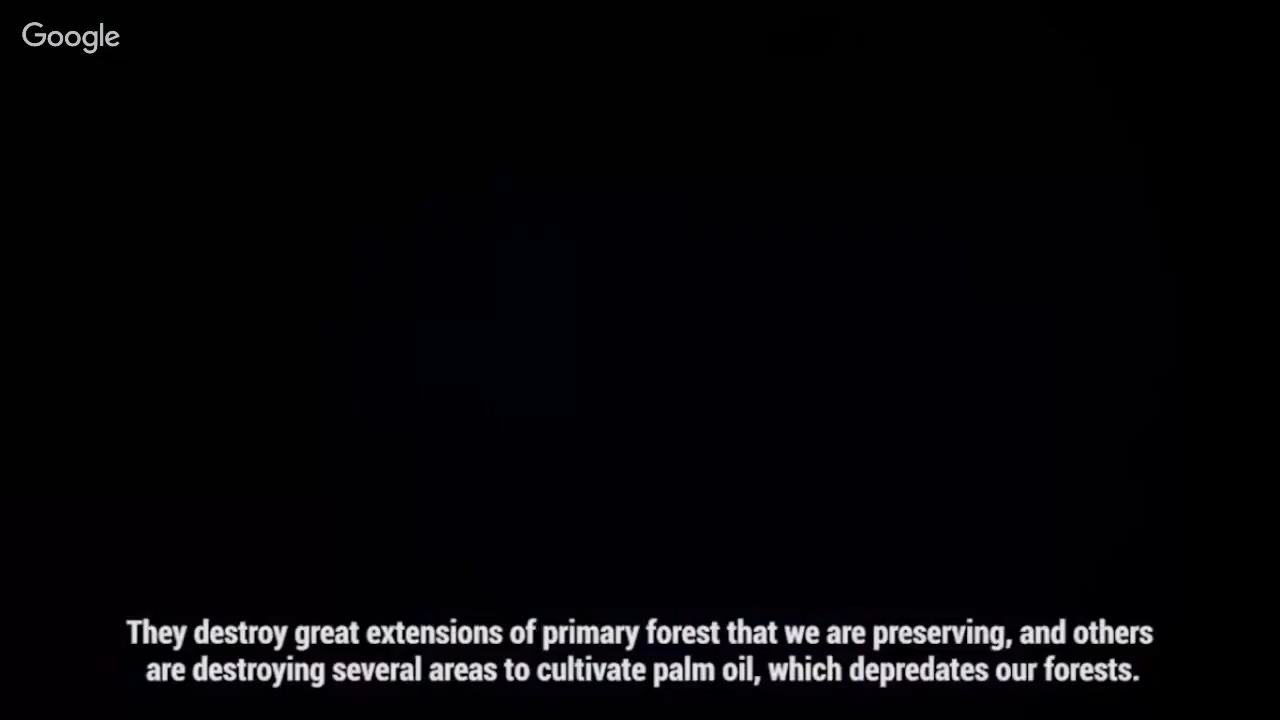 Google
They destroy great extensions of primary forest that we are preserving, and others
are destroying several areas to cultivate palm oil, which depredates our forests.